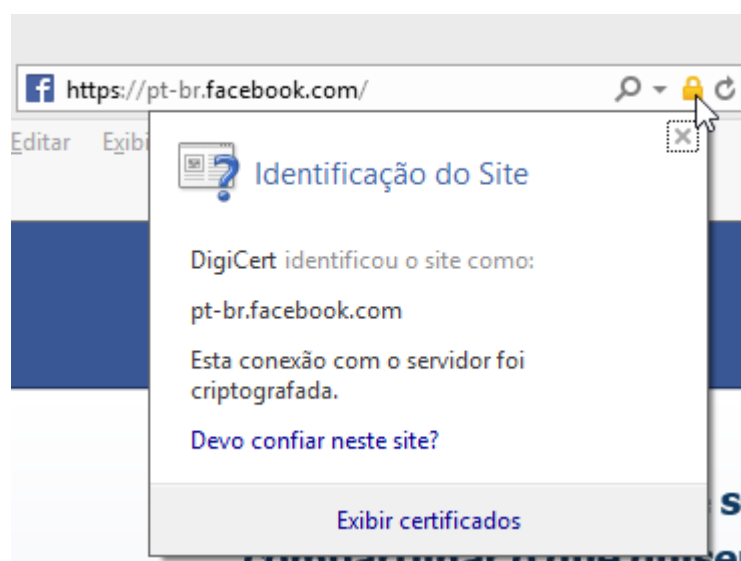 https://pt-br.facebook.com/
Editar Exibi
Identificação do Site
DigiCert identificou o site como:
pt-br.facebook.com
Esta conexão com o servidor foi
criptografada.
Devo confiar neste site?
Exibir certificados